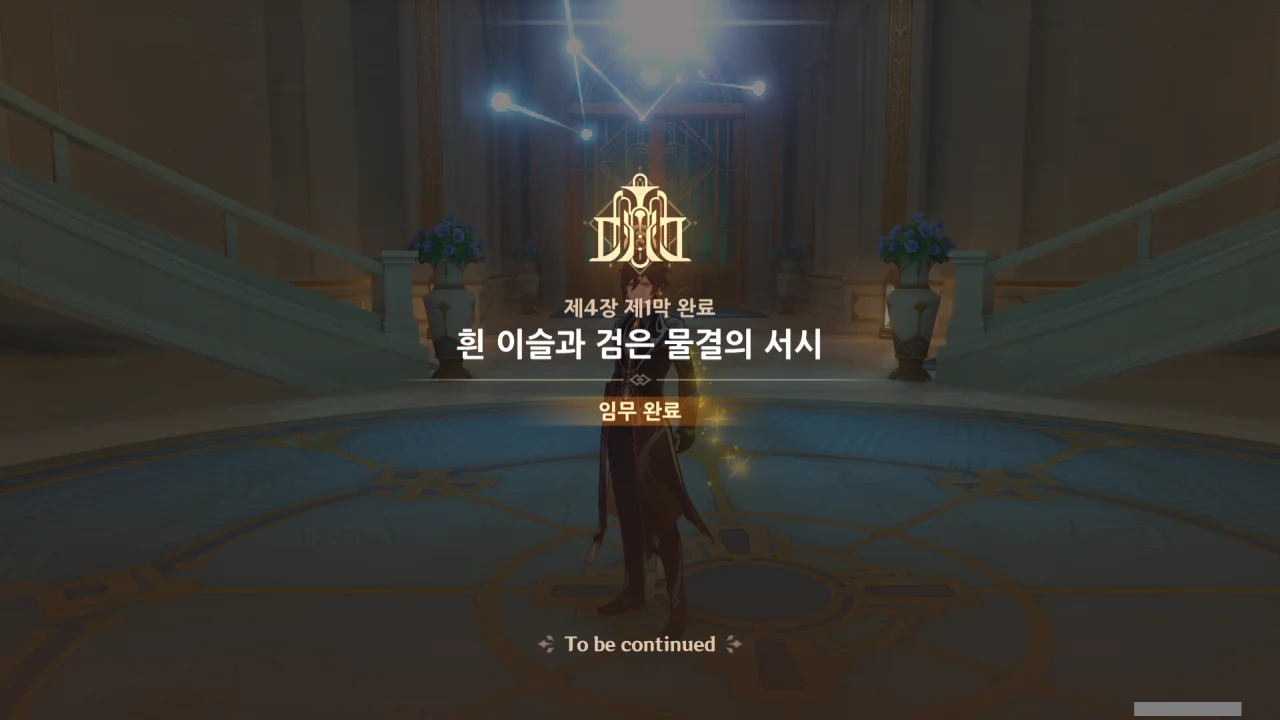 제4장 제1막 완료
흰 이슬과 검은 물결의 서시
임무 완료
To be continued